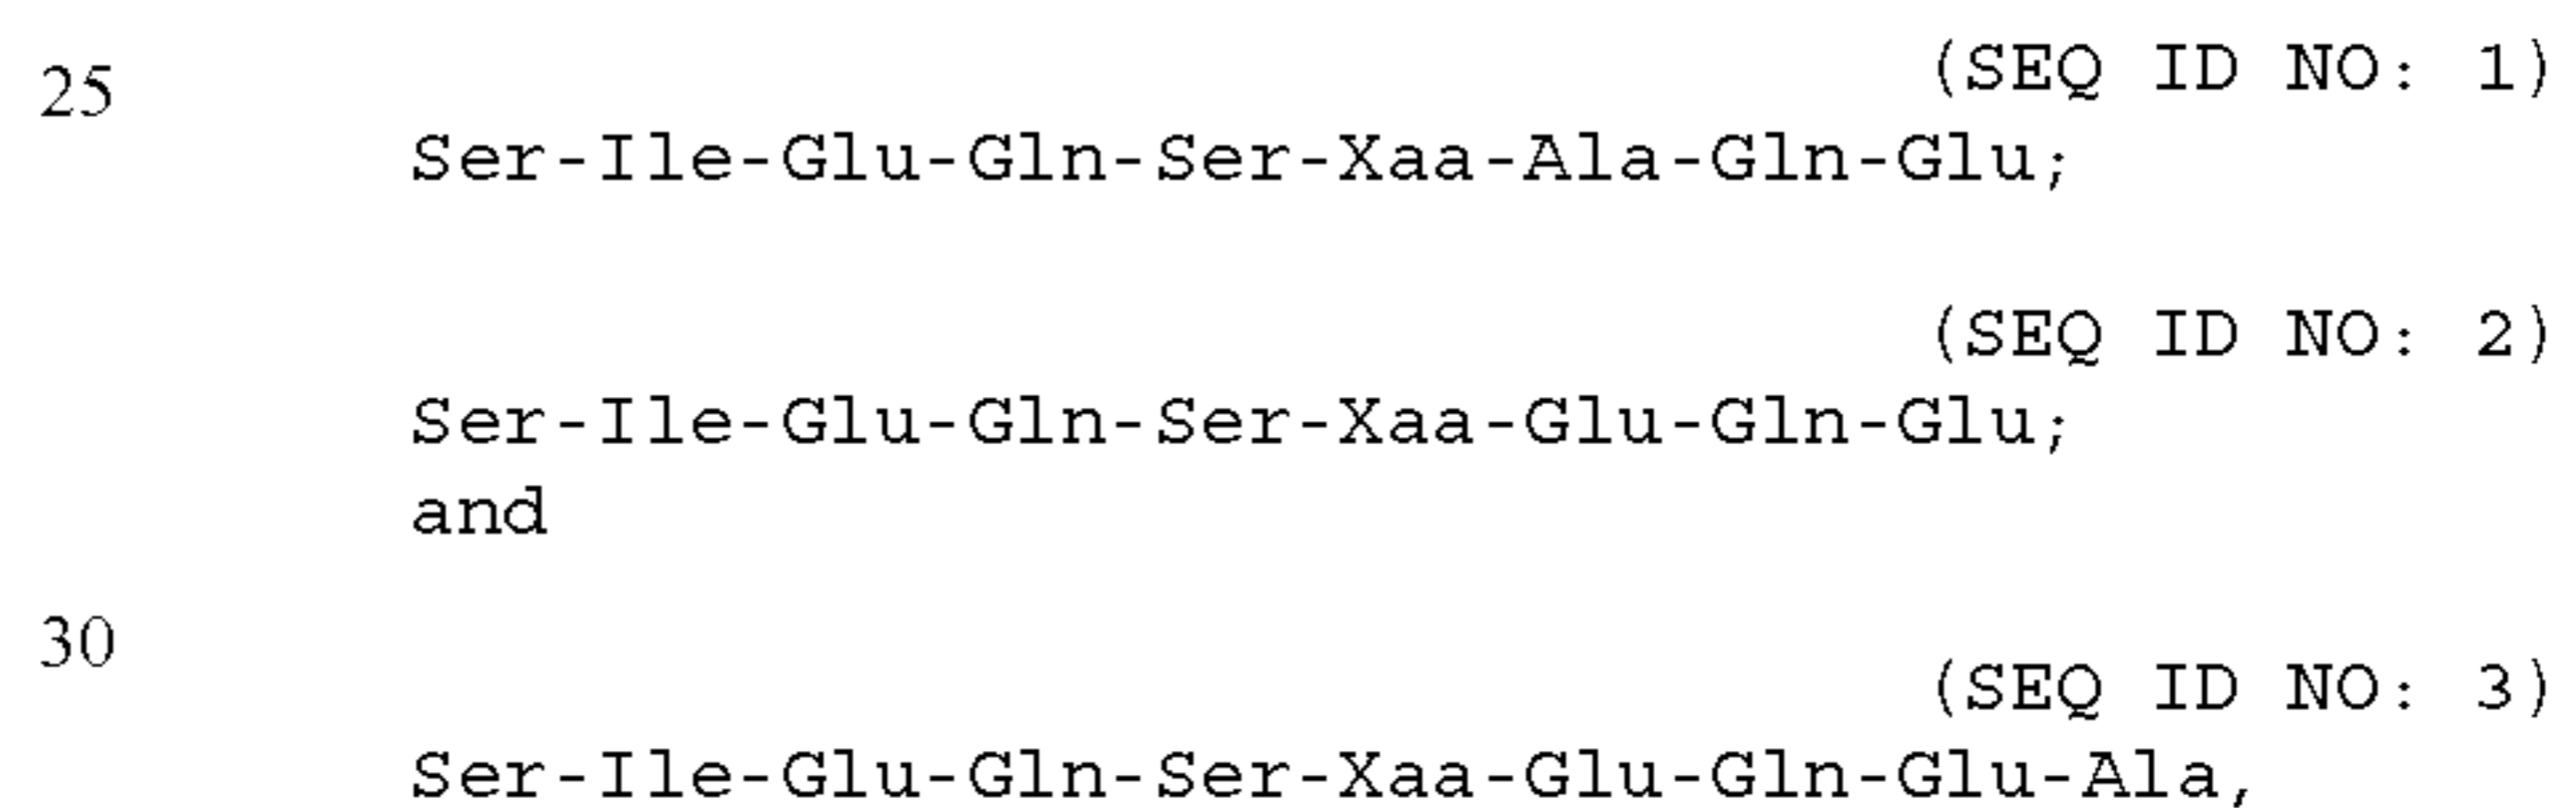 25 (SEQ ID NO: 1)
Ser-Ile-Glu-Gln-Ser-Xaa-Ala-Gln-Glu;
(SEQ ID NO: 2)
Ser-Ile-Glu-Gln-Ser-Xaa-Glu-Gln-Glu;
and
30
(SEQ ID NO: 3)
Ser-Ile-Glu-Gln-Ser-Xaa-Glu-Gln-Glu-Ala,